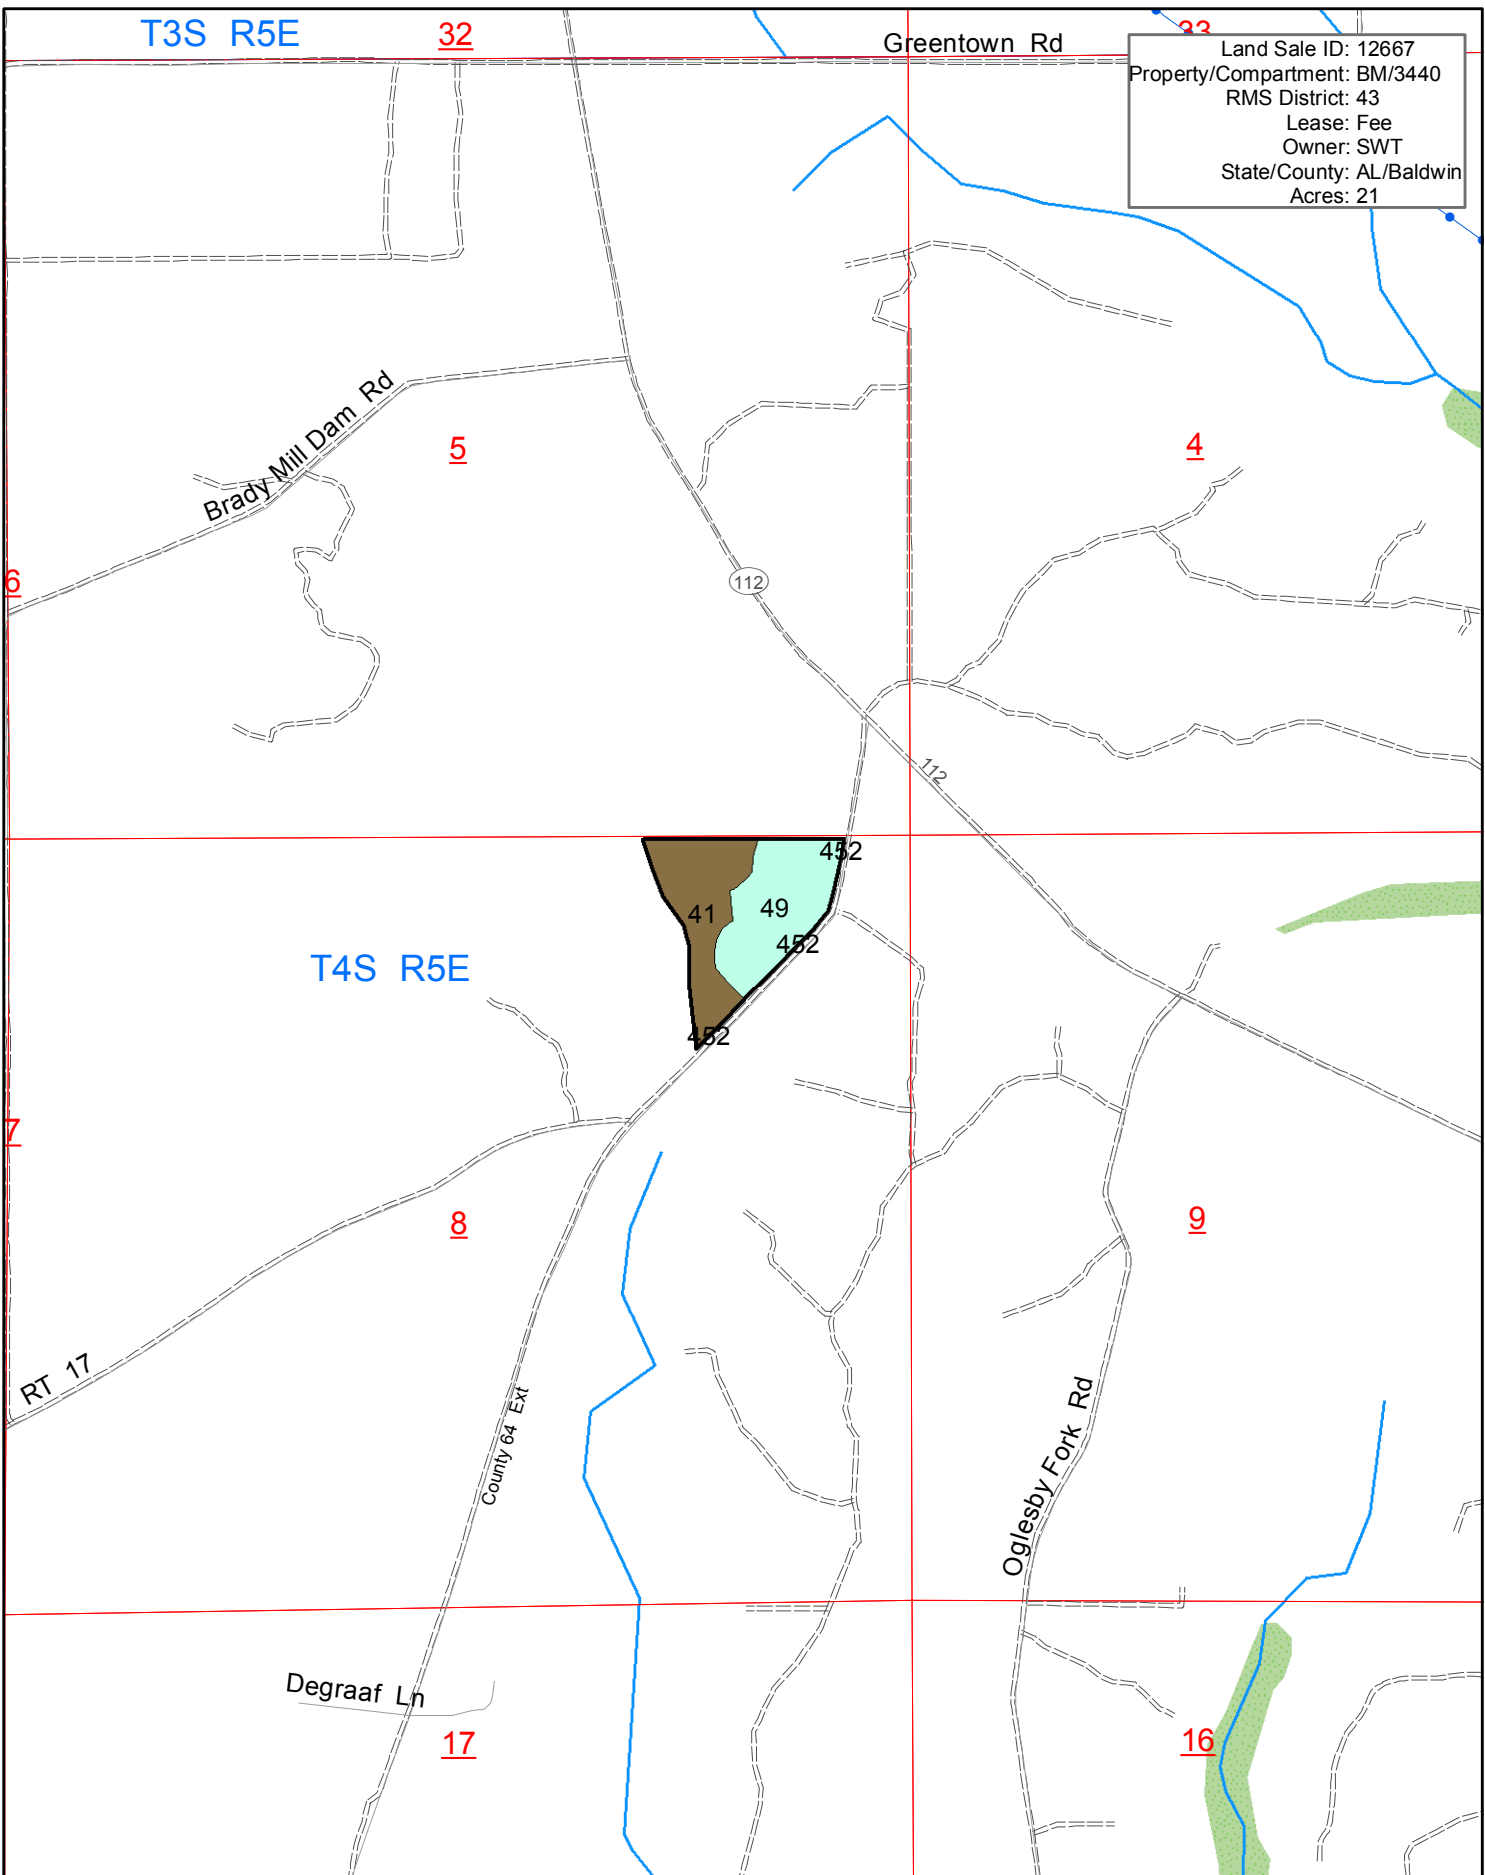 T3S R5E
32
Greentown Rd
33
Land Sale ID: 12667
Property/Compartment: BM/3440
RMS District: 43
Lease: Fee
Owner: SWT
State/County: AL/Baldwin
Acres: 21
Brady Mill Dam Rd
5
4
6
112
112
452
41
49
452
T4S R5E
452
7
8
9
RT 17
County 64 Ext
Oglesby Fork Rd
Degraaf Ln
17
16